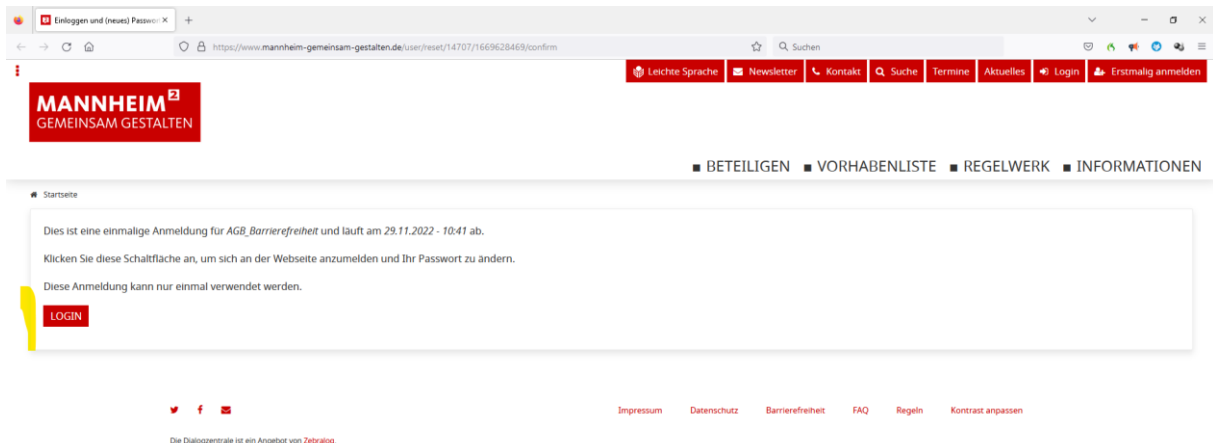 Einloggen und (neues) Passwor
https://www.mannheim-gemeinsam-gestalten.de/user/reset/14707/1669628469/confirm
Suchen
Leichte Sprache Newsletter Kontakt Suche Termine Aktuelles Login Erstmalig anmelden
MANNHEIM²
GEMEINSAM GESTALTEN
BETEILIGEN VORHABENLISTE REGELWERK INFORMATIONEN
Startseite
Dies ist eine einmalige Anmeldung für AGB_Barrierefreiheit und läuft am 29.11.2022 - 10:41 ab.
Klicken Sie diese Schaltfläche an, um sich an der Webseite anzumelden und Ihr Passwort zu ändern.
Diese Anmeldung kann nur einmal verwendet werden.
LOGIN
Impressum Datenschutz Barrierefreiheit FAQ Regeln Kontrast anpassen
Die Dialogzentrale ist ein Angebot von Zebralog.